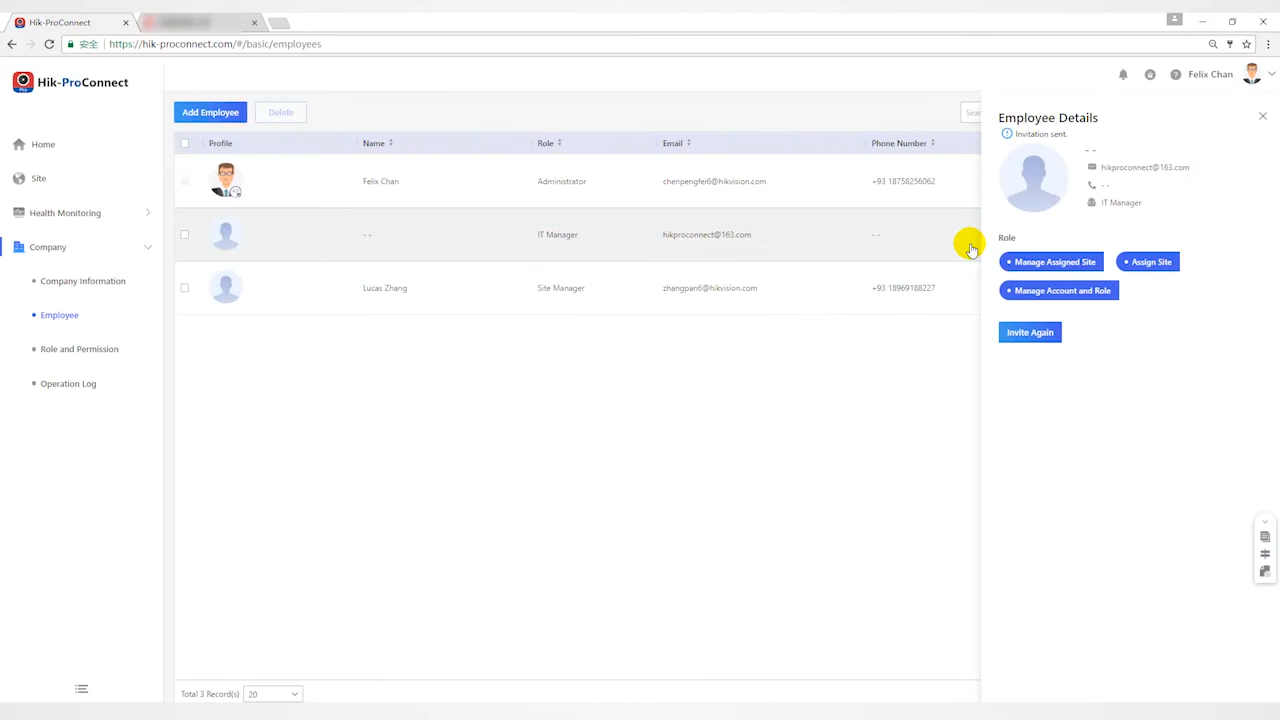 Hik-ProConnect
安全 https://hik-proconnect.com/#/basic/employees
Hik-ProConnect
Pro
Felix Chan
Home
Site
Health Monitoring
Company
Company Information
Employee
Role and Permission
Operation Log
Add Employee Delete
Profile Name Role Email Phone Number
Felix Chan Administrator chenpengfei6@hikvision.com +93 18758256062
- - IT Manager hikproconnect@163.com - -
Lucas Zhang Site Manager zhangpan6@hikvision.com +93 18969188227
Total 3 Record(s) 20
Employee Details
Invitation sent.
- -
hikproconnect@163.com
- -
IT Manager
Role
Manage Assigned Site Assign Site
Manage Account and Role
Invite Again